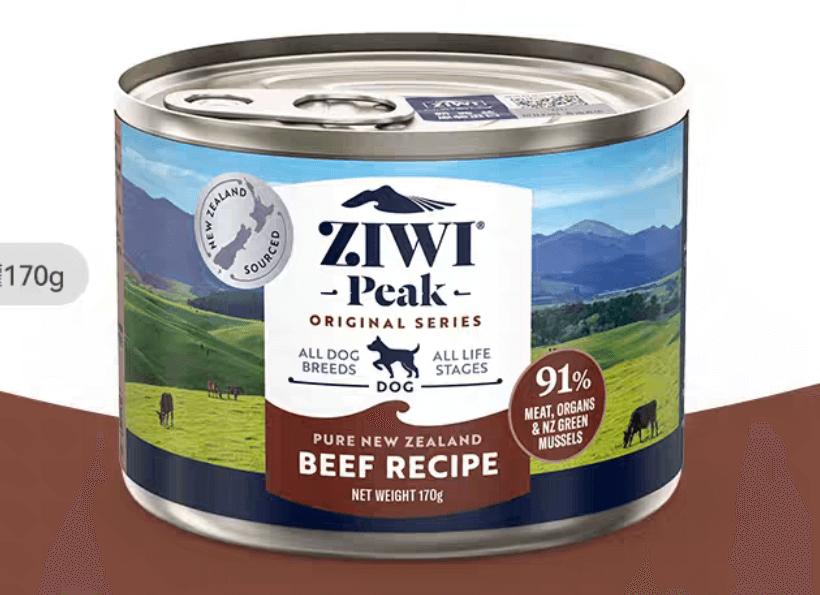 170g
ZIWI
NEW ZEALAND
SOURCED
ZIWI®
Peak
ORIGINAL SERIES
ALL DOG
BREEDS
DOG
ALL LIFE
STAGES
91%
MEAT, ORGANS
& NZ GREEN
MUSSELS
PURE NEW ZEALAND
BEEF RECIPE
NET WEIGHT 170g